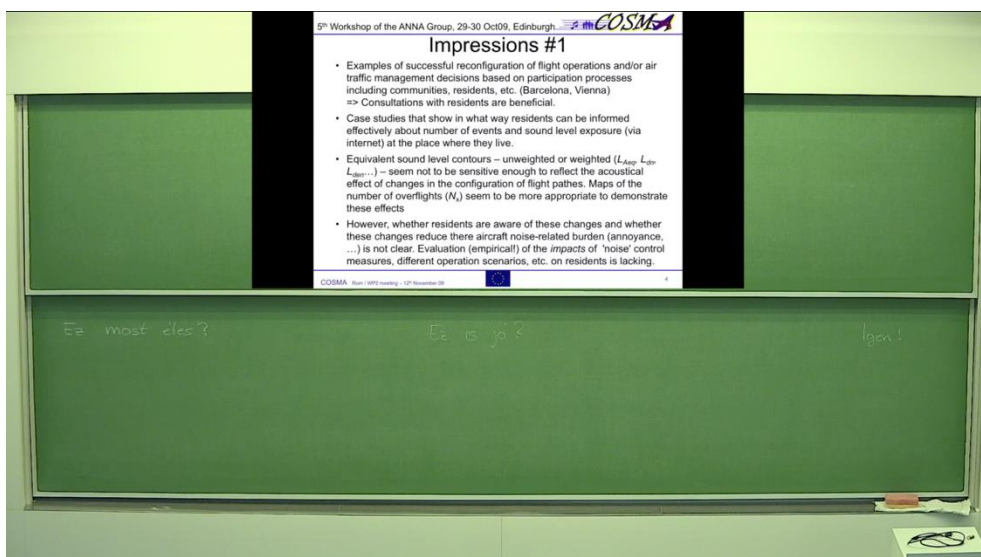 5th Workshop of the ANNA Group, 29-30 Oct09, Edinburgh
COSMA
Impressions #1
• Examples of successful reconfiguration of flight operations and/or air
traffic management decisions based on participation processes
including communities, residents, etc. (Barcelona, Vienna)
=> Consultations with residents are beneficial.
• Case studies that show in what way residents can be informed
effectively about number of events and sound level exposure (via
internet) at the place where they live.
• Equivalent sound level contours – unweighted or weighted (LAeq, Ldn,
Lden…) – seem not to be sensitive enough to reflect the acoustical
effect of changes in the configuration of flight pathes. Maps of the
number of overflights (Nx) seem to be more appropriate to demonstrate
these effects
• However, whether residents are aware of these changes and whether
these changes reduce there aircraft noise-related burden (annoyance,
…) is not clear. Evaluation (empirical!) of the impacts of 'noise' control
measures, different operation scenarios, etc. on residents is lacking.
COSMA Rom / WP2 meeting – 12th November 09 4
Ez most éles? Ez is jó? Igen!